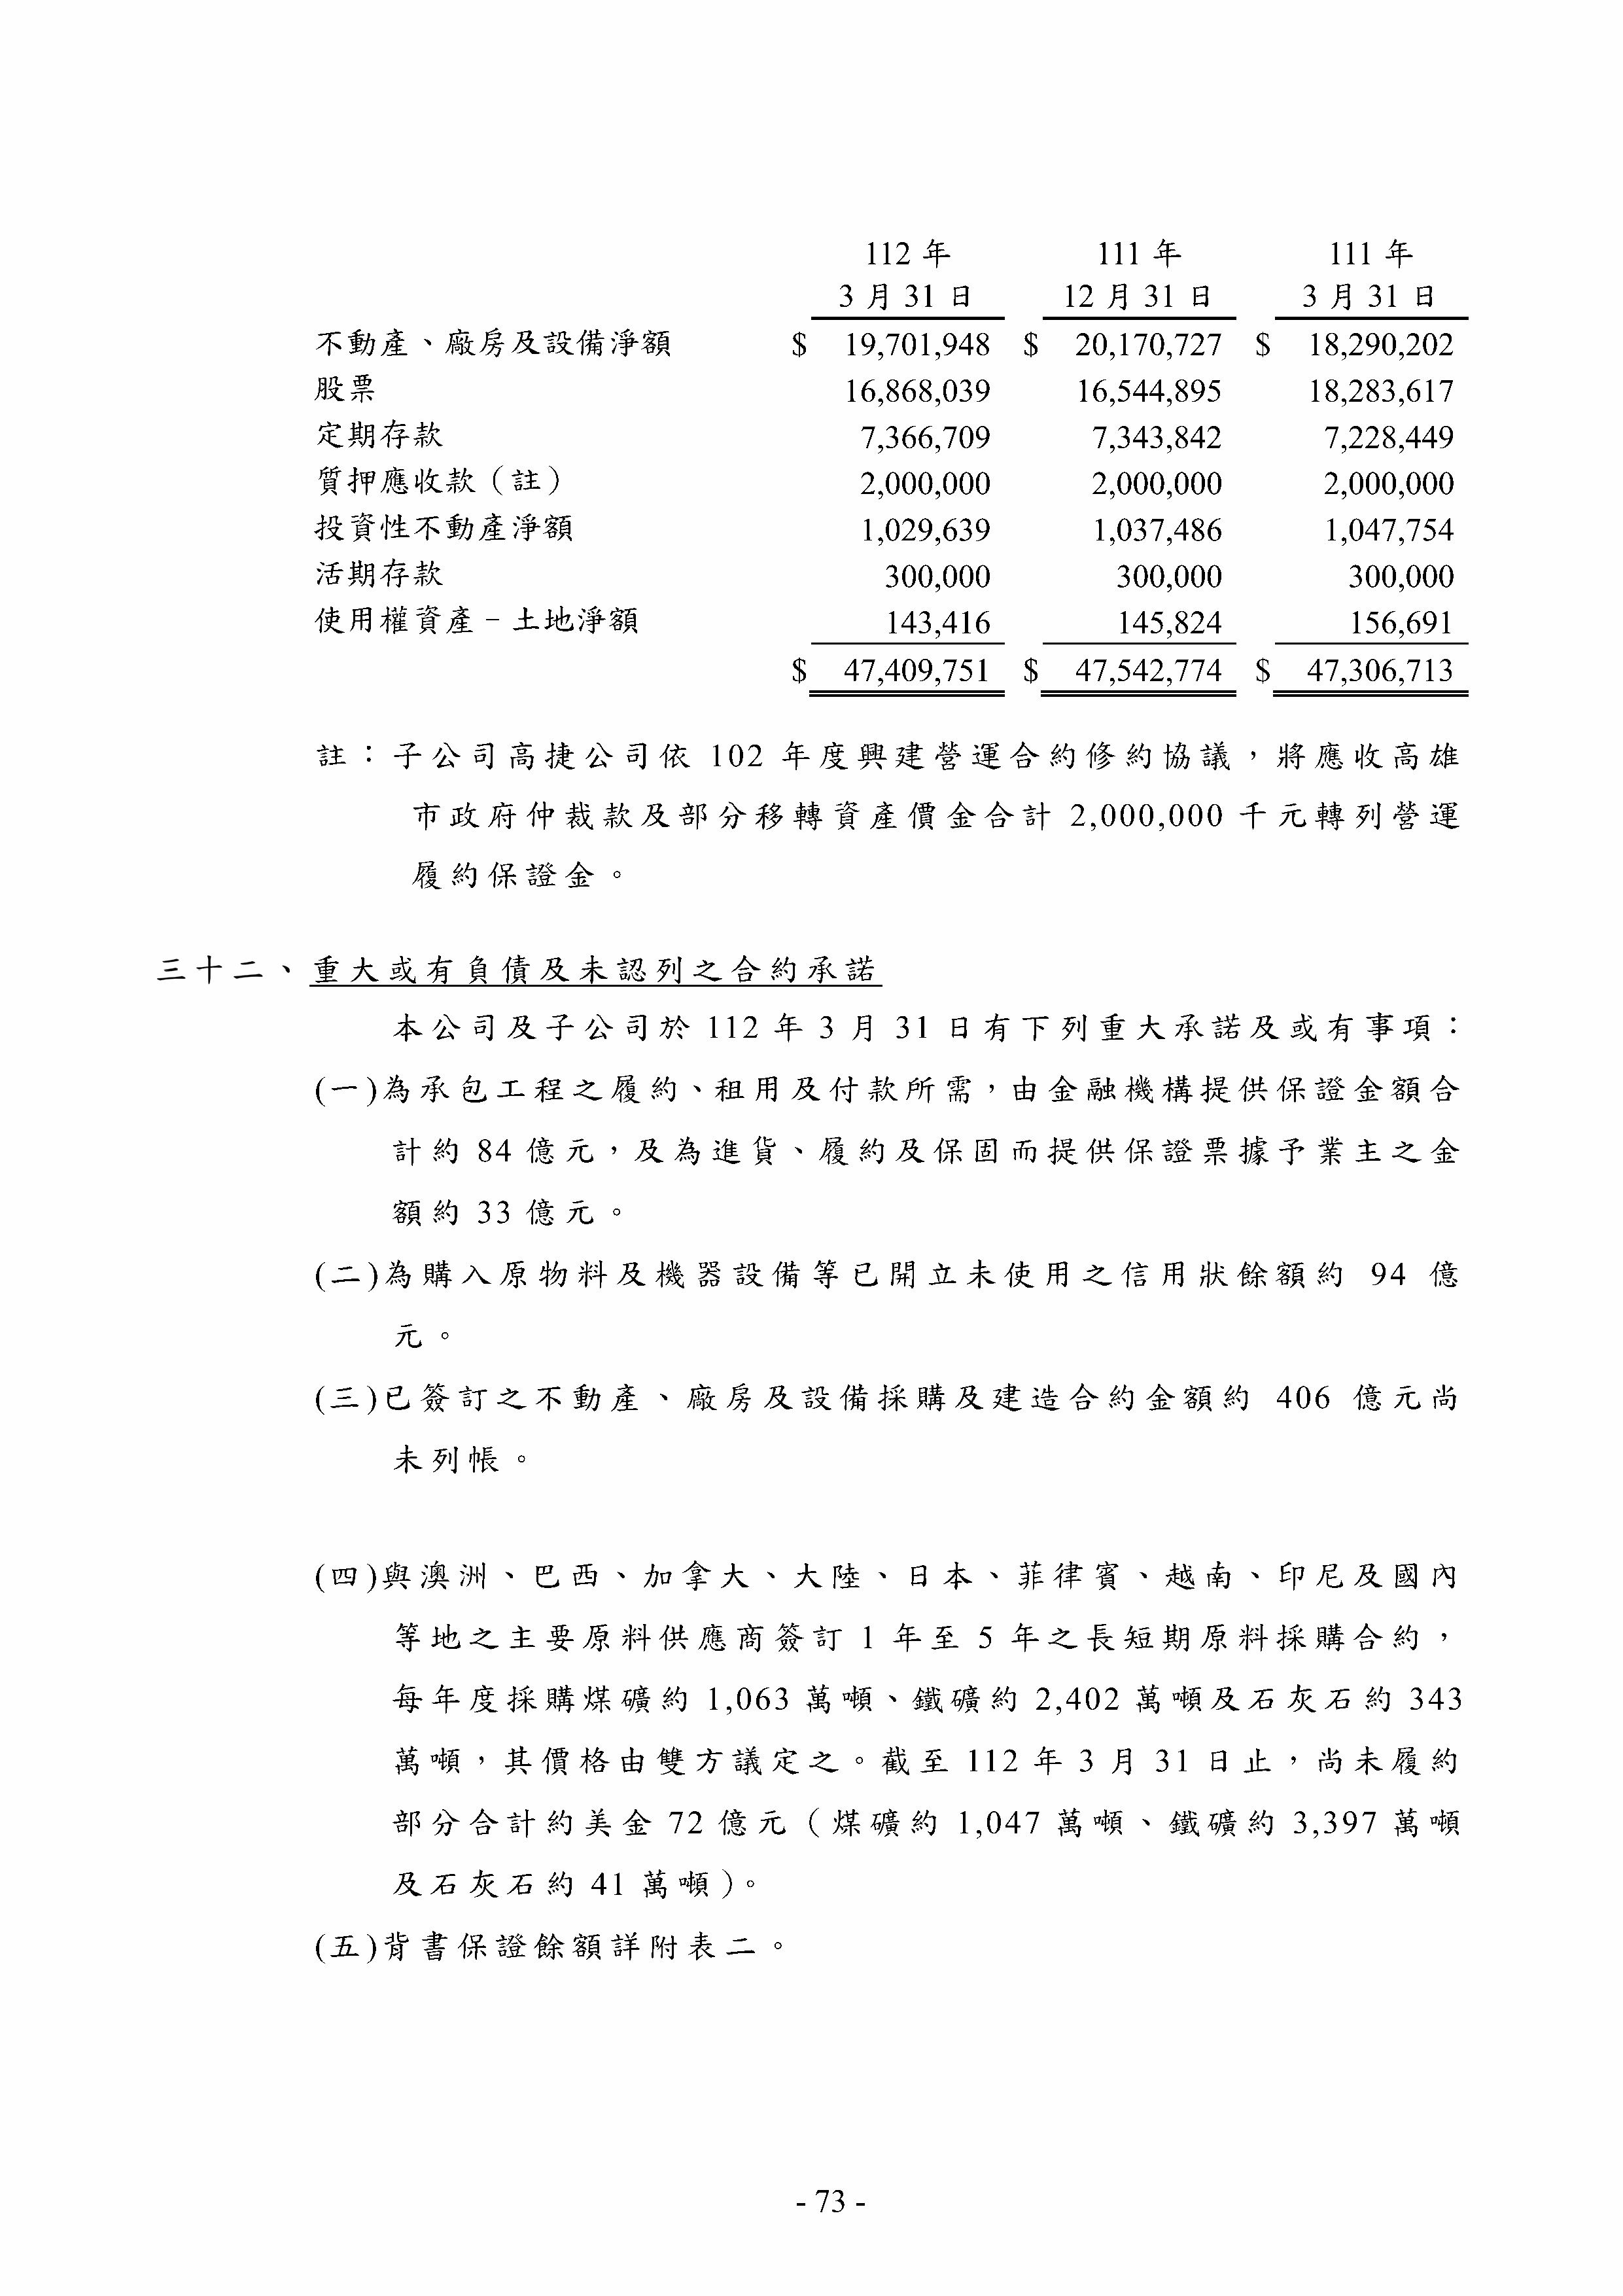 112 年 111 年 111 年
3 月 31 日 12 月 31 日 3 月 31 日
不動產、廠房及設備淨額 $ 19,701,948 $ 20,170,727 $ 18,290,202
股票 16,868,039 16,544,895 18,283,617
定期存款 7,366,709 7,343,842 7,228,449
質押應收款（註） 2,000,000 2,000,000 2,000,000
投資性不動產淨額 1,029,639 1,037,486 1,047,754
活期存款 300,000 300,000 300,000
使用權資產－土地淨額 143,416 145,824 156,691
$ 47,409,751 $ 47,542,774 $ 47,306,713
註：子公司高捷公司依 102 年度興建營運合約修約協議，將應收高雄
市政府仲裁款及部分移轉資產價金合計 2,000,000 千元轉列營運
履約保證金。
三十二、重大或有負債及未認列之合約承諾
本公司及子公司於 112 年 3 月 31 日有下列重大承諾及或有事項：
(一)為承包工程之履約、租用及付款所需，由金融機構提供保證金額合
計約 84 億元，及為進貨、履約及保固而提供保證票據予業主之金
額約 33 億元。
(二)為購入原物料及機器設備等已開立未使用之信用狀餘額約 94 億
元。
(三)已簽訂之不動產、廠房及設備採購及建造合約金額約 406 億元尚
未列帳。
(四)與澳洲、巴西、加拿大、大陸、日本、菲律賓、越南、印尼及國內
等地之主要原料供應商簽訂 1 年至 5 年之長短期原料採購合約，
每年度採購煤礦約 1,063 萬噸、鐵礦約 2,402 萬噸及石灰石約 343
萬噸，其價格由雙方議定之。截至 112 年 3 月 31 日止，尚未履約
部分合計約美金 72 億元（煤礦約 1,047 萬噸、鐵礦約 3,397 萬噸
及石灰石約 41 萬噸）。
(五)背書保證餘額詳附表二。
- 73 -